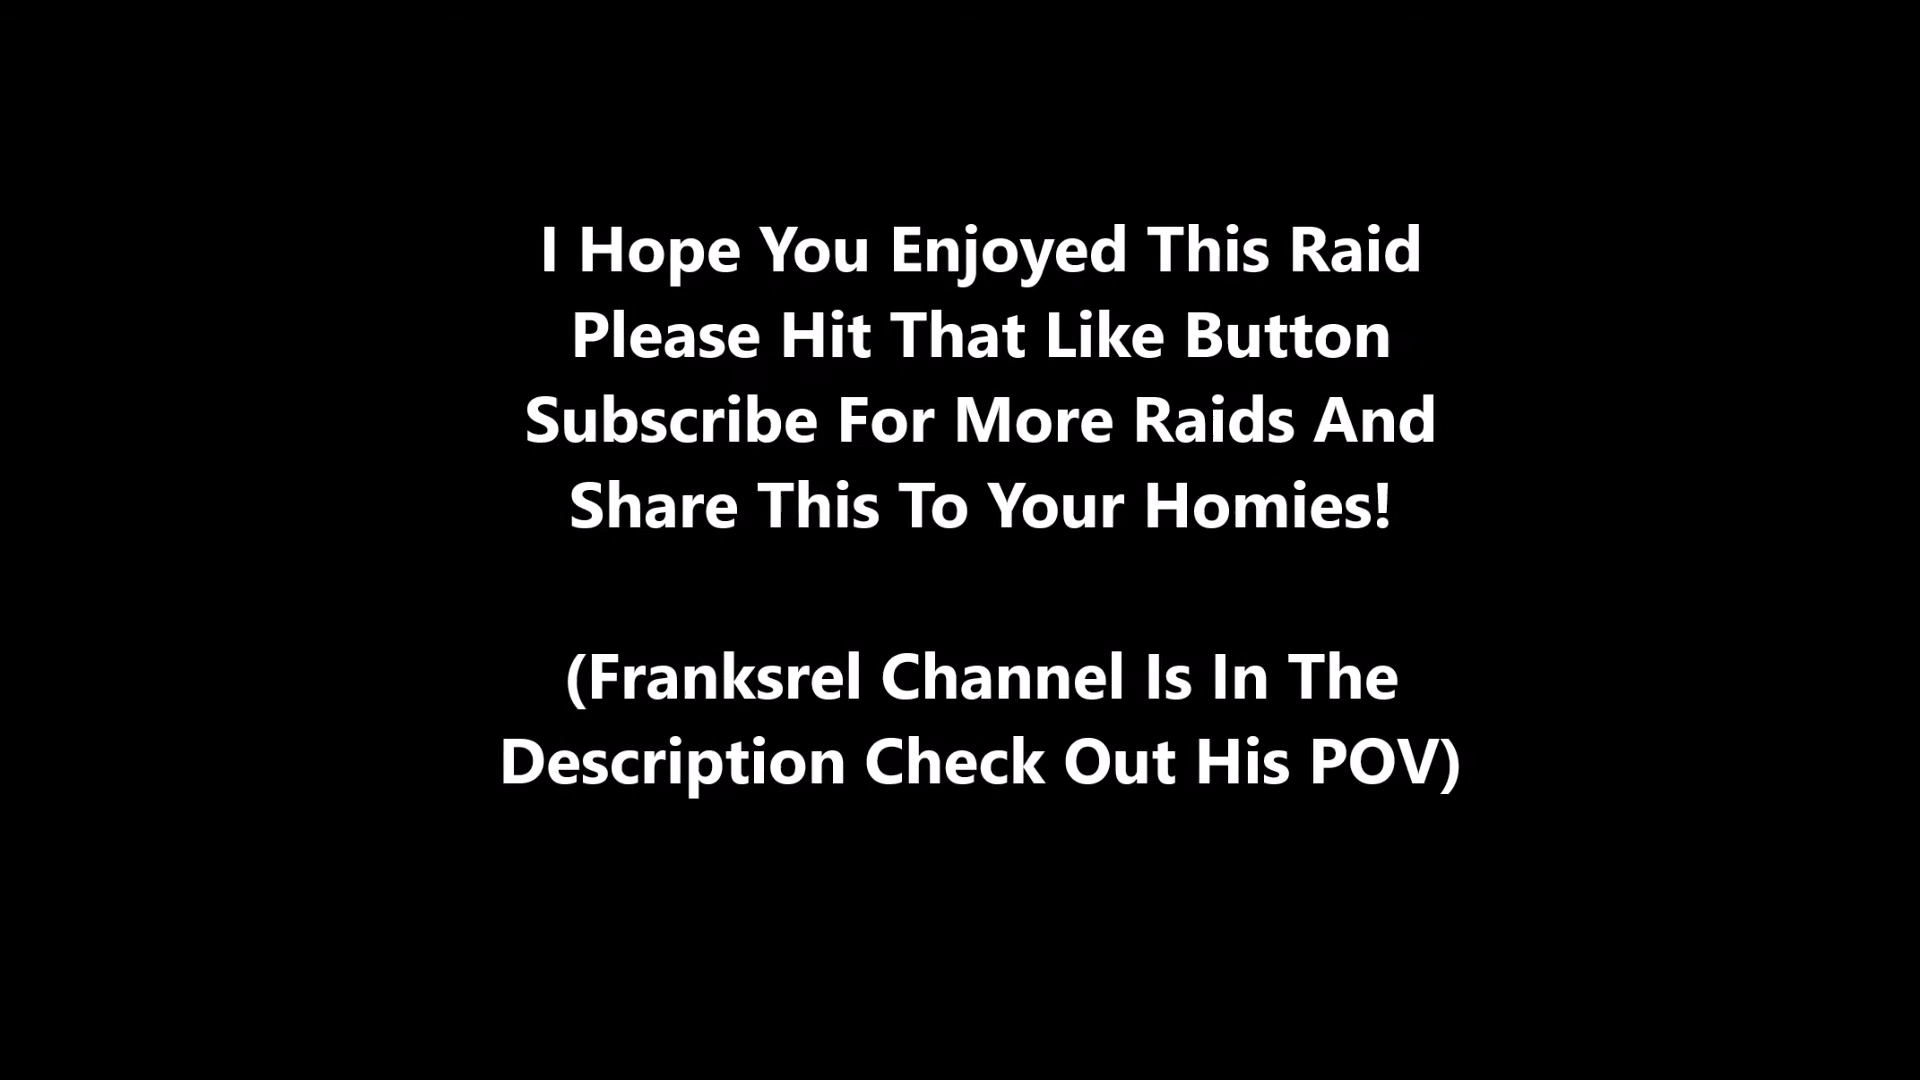 I Hope You Enjoyed This Raid
Please Hit That Like Button
Subscribe For More Raids And
Share This To Your Homies!
(Franksrel Channel Is In The
Description Check Out His POV)